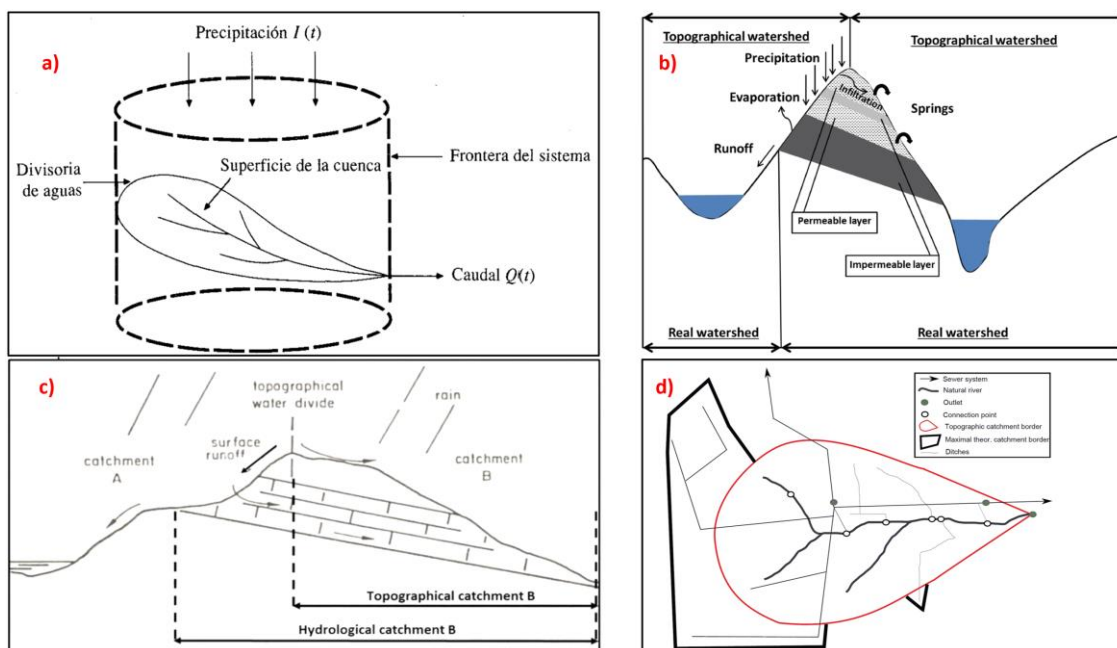 a)
Precipitación I (t)
Divisoria
de aguas
Superficie de la cuenca
Frontera del sistema
Caudal Q(t)
b)
Topographical watershed
Topographical watershed
Precipitation
Evaporation
Infiltration
Springs
Runoff
Permeable layer
Impermeable layer
Real watershed
Real watershed
c)
topographical
water divide
rain
surface
runoff
catchment
A
catchment
B
Topographical catchment B
Hydrological catchment B
d)
Sewer system
Natural river
Outlet
Connection point
Topographic catchment border
Maximal theor. catchment border
Ditches